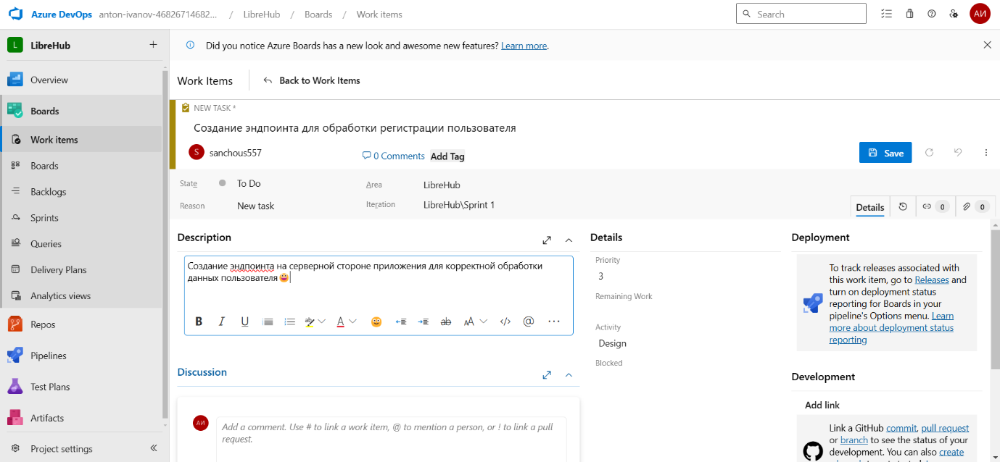 Azure DevOps anton-ivanov-46826714682... / LibreHub / Boards / Work items
Search
АИ
L LibreHub
Did you notice Azure Boards has a new look and awesome new features? Learn more.
Overview
Boards
Work items
Boards
Backlogs
Sprints
Queries
Delivery Plans
Analytics views
Repos
Pipelines
Test Plans
Artifacts
Project settings
Work Items
Back to Work Items
NEW TASK *
Создание эндпоинта для обработки регистрации пользователя
S sanchous557
0 Comments
Add Tag
Save
State
To Do
Area
LibreHub
Reason
New task
Iteration
LibreHub\Sprint 1
Details
0
0
Description
Создание эндпоинта на серверной стороне приложения для корректной обработки
данных пользователя😀
B I U ab A ab AA </> @ ...
Discussion
АИ
Add a comment. Use # to link a work item, @ to mention a person, or ! to link a pull
request.
Details
Priority
3
Remaining Work
Activity
Design
Blocked
Deployment
To track releases associated with
this work item, go to Releases and
turn on deployment status
reporting for Boards in your
pipeline's Options menu. Learn
more about deployment status
reporting
Development
Add link
Link a GitHub commit, pull request
or branch to see the status of your
development. You can also create